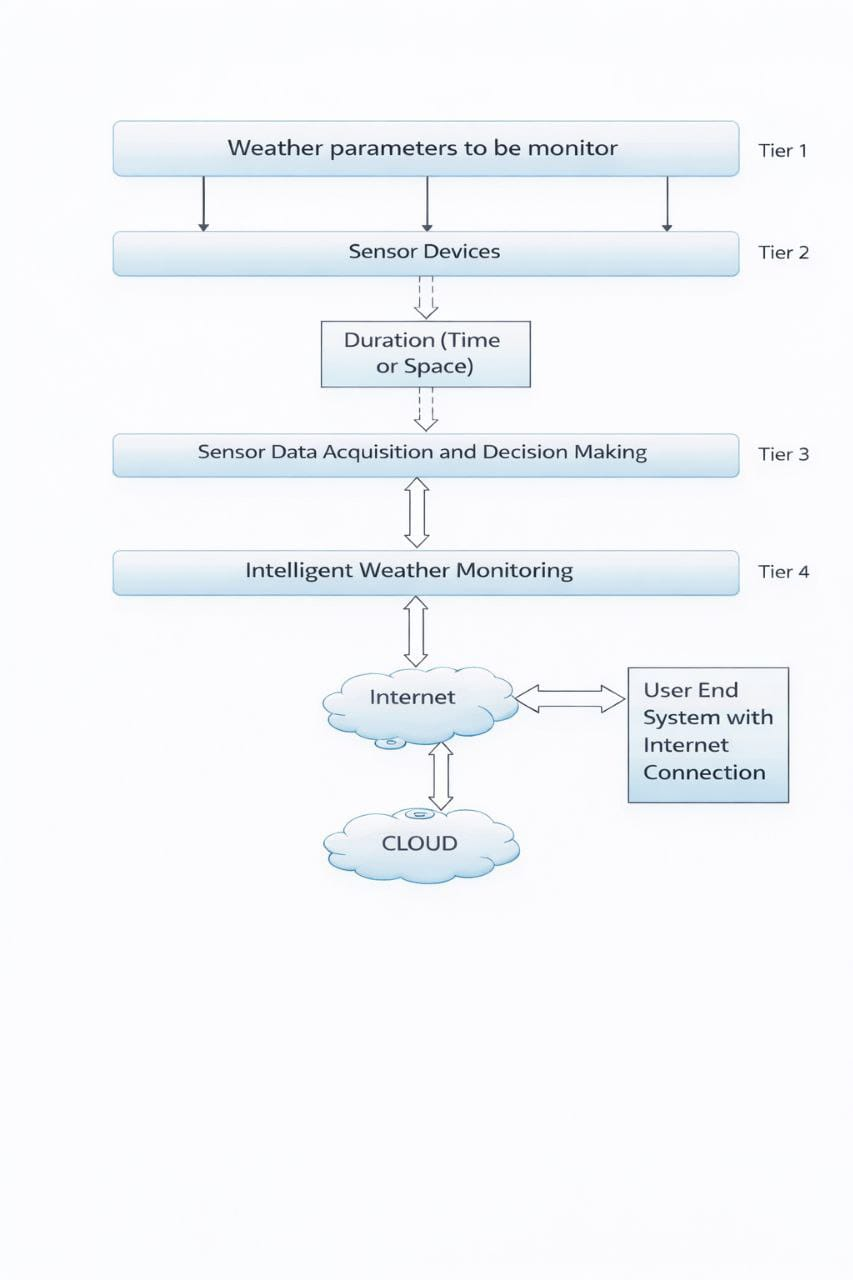 Weather parameters to be monitor
Tier 1
Sensor Devices
Tier 2
Duration (Time
or Space)
Sensor Data Acquisition and Decision Making
Tier 3
Intelligent Weather Monitoring
Tier 4
Internet
User End
System with
Internet
Connection
CLOUD